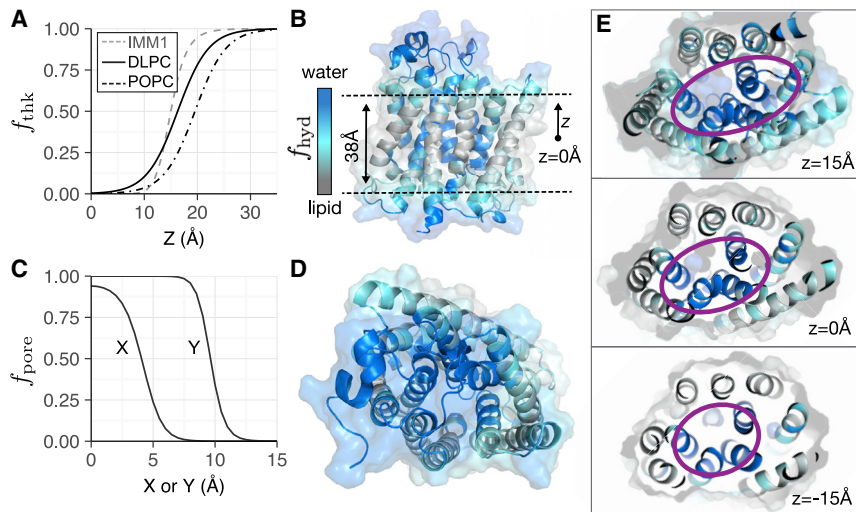 A
1.00
0.75
0.50
0.25
0.00
f_thk
IMM1
DLPC
POPC
0 10 20 30
Z (Å)
B
water
f_hyd
lipid
38Å
z
z=0Å
C
1.00
0.75
0.50
0.25
0.00
f_pore
X Y
0 5 10 15
X or Y (Å)
D
E
z=15Å
z=0Å
z=-15Å